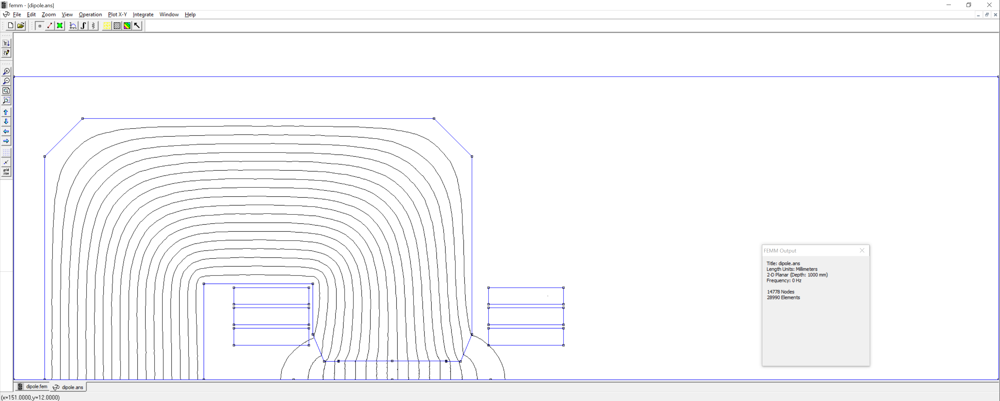 femm - [dipole.ans]
File Edit Zoom View Operation Plot X-Y Integrate Window Help
grid
size
FEMM Output
Title: dipole.ans
Length Units: Millimeters
2-D Planar (Depth: 1000 mm)
Frequency: 0 Hz
14778 Nodes
28990 Elements
dipole.fem dipole.ans
(x=151.0000,y=12.0000)